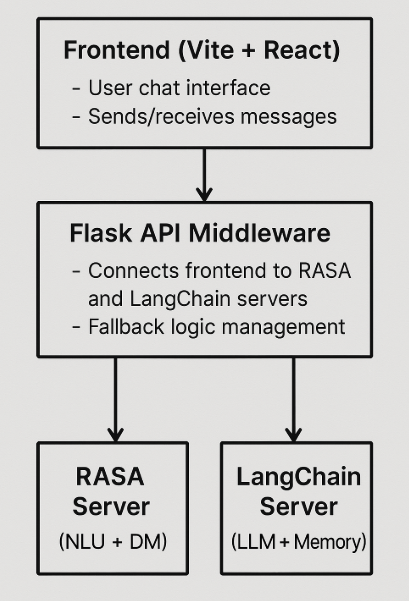 Frontend (Vite + React)
- User chat interface
- Sends/receives messages
Flask API Middleware
- Connects frontend to RASA
and LangChain servers
- Fallback logic management
RASA
Server
(NLU + DM)
LangChain
Server
(LLM + Memory)